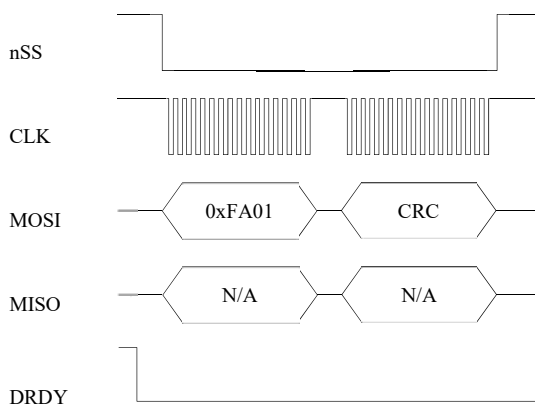 nSS
CLK
MOSI 0xFA01 CRC
MISO N/A N/A
DRDY